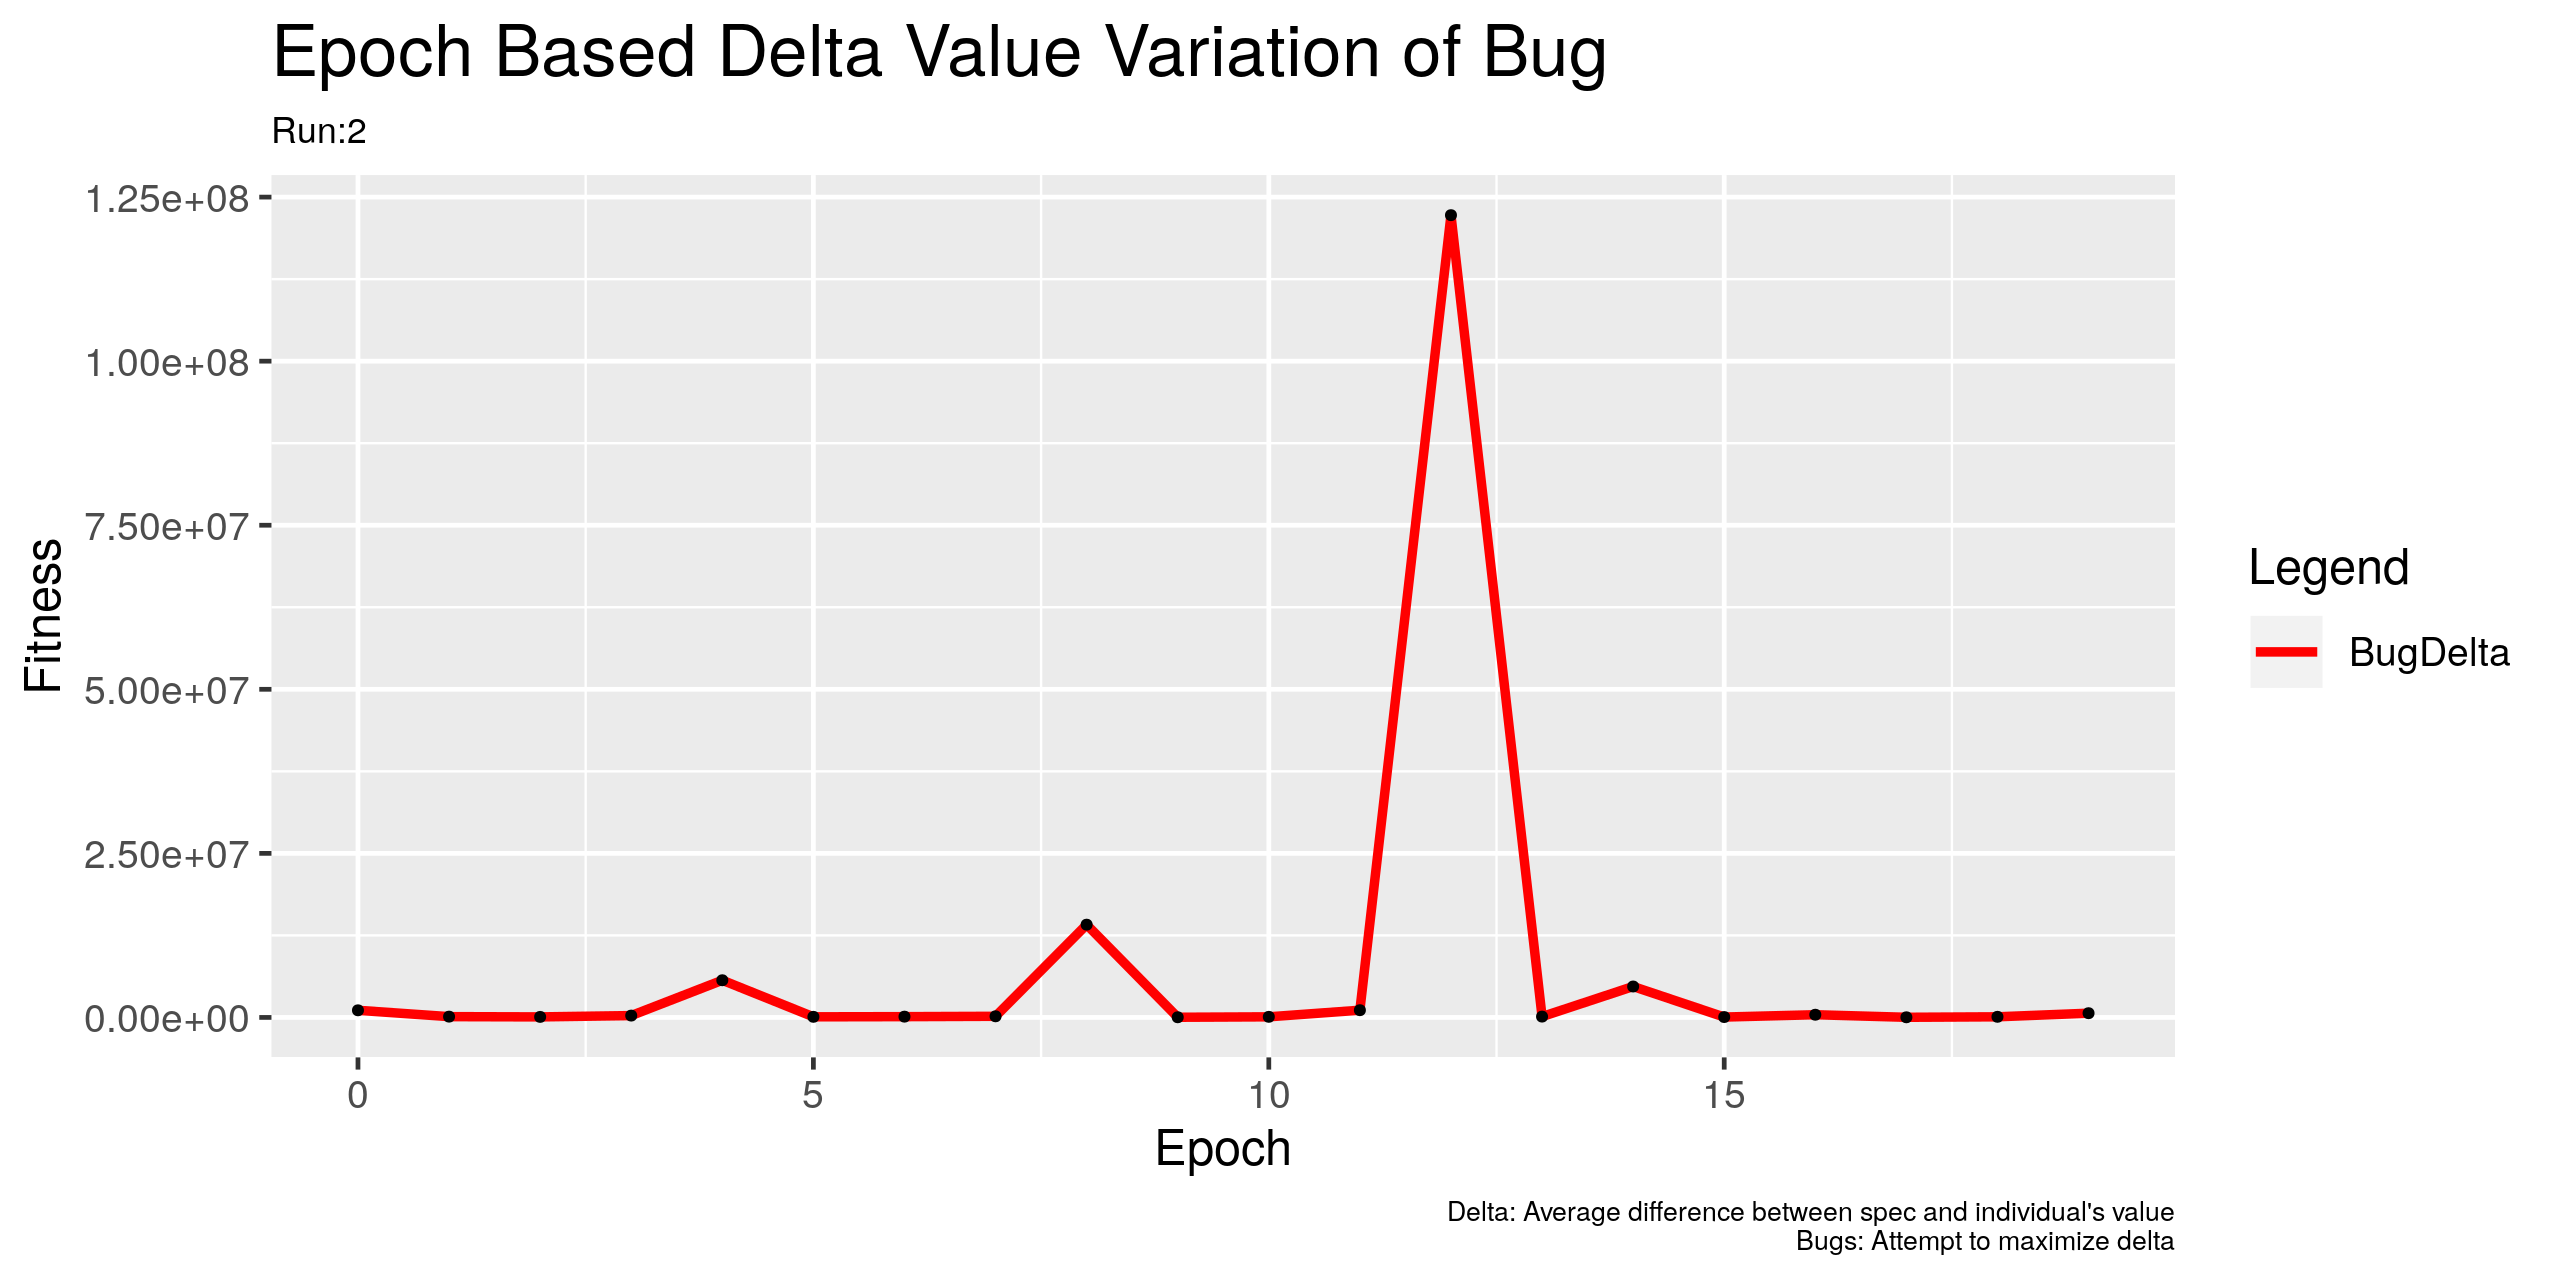 Epoch Based Delta Value Variation of Bug
Run:2
1.25e+08
1.00e+08
7.50e+07
5.00e+07
2.50e+07
0.00e+00
Fitness
0 5 10 15
Epoch
Legend
BugDelta
Delta: Average difference between spec and individual's value
Bugs: Attempt to maximize delta